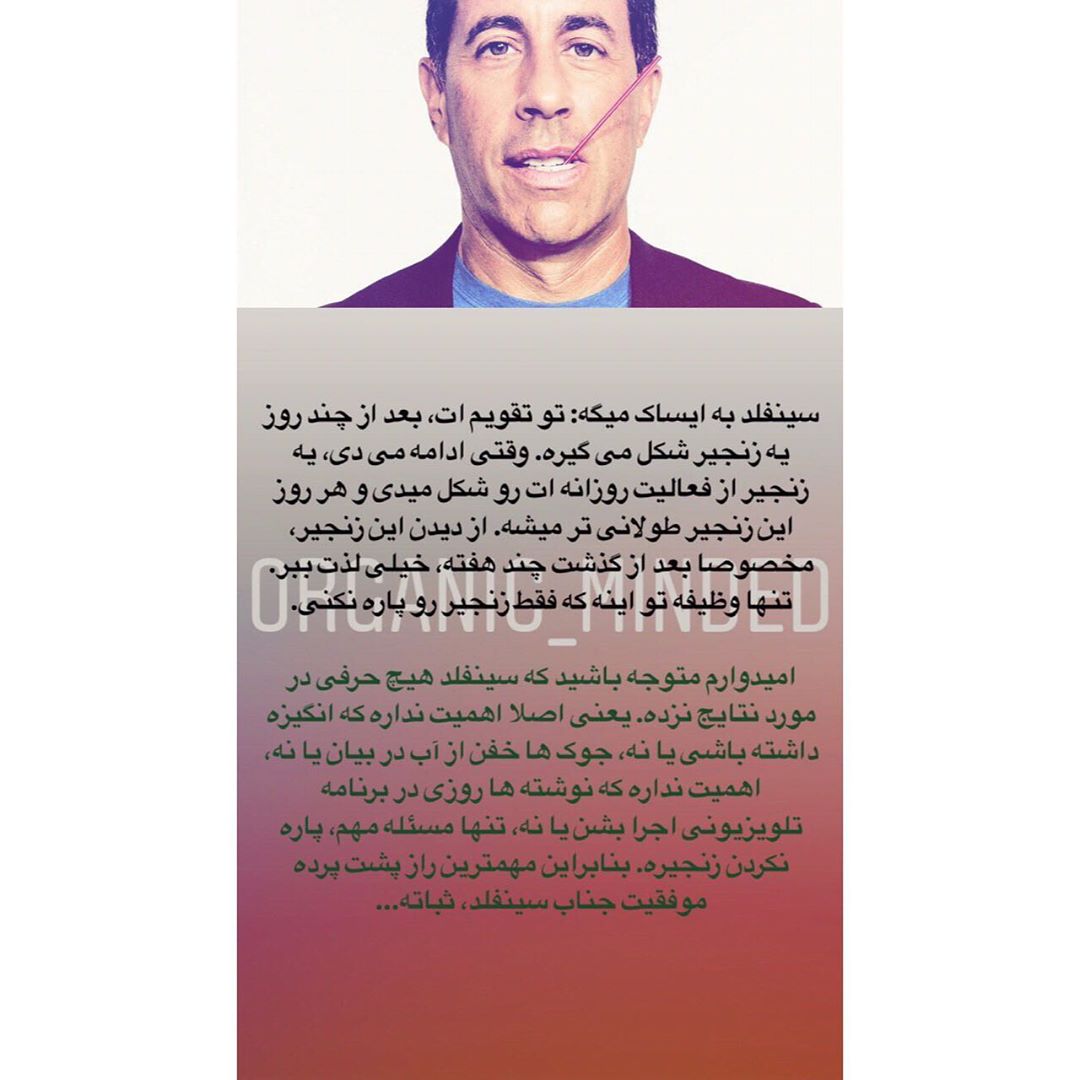 سینفلد به ایساک میگه: تو تقویم ات، بعد از چند روز
یه زنجیر شکل می گیره. وقتی ادامه می دی، یه
زنجیر از فعالیت روزانه ات رو شکل میدی و هر روز
این زنجیر طولانی تر میشه. از دیدن این زنجیر،
مخصوصا بعد از گذشت چند هفته، خیلی لذت ببر.
ORGANIC_MINDED
تنها وظیفه تو اینه که فقط زنجیر رو پاره نکنی.
امیدوارم متوجه باشید که سینفلد هیچ حرفی در
مورد نتایج نزده. یعنی اصلا اهمیت نداره که انگیزه
داشته باشی یا نه، جوک ها خفن از آب در بیان یا نه،
اهمیت نداره که نوشته ها روزی در برنامه
تلویزیونی اجرا بشن یا نه، تنها مسئله مهم، پاره
نکردن زنجیره. بنابراین مهمترین راز پشت پرده
موفقیت جناب سینفلد، ثباته...